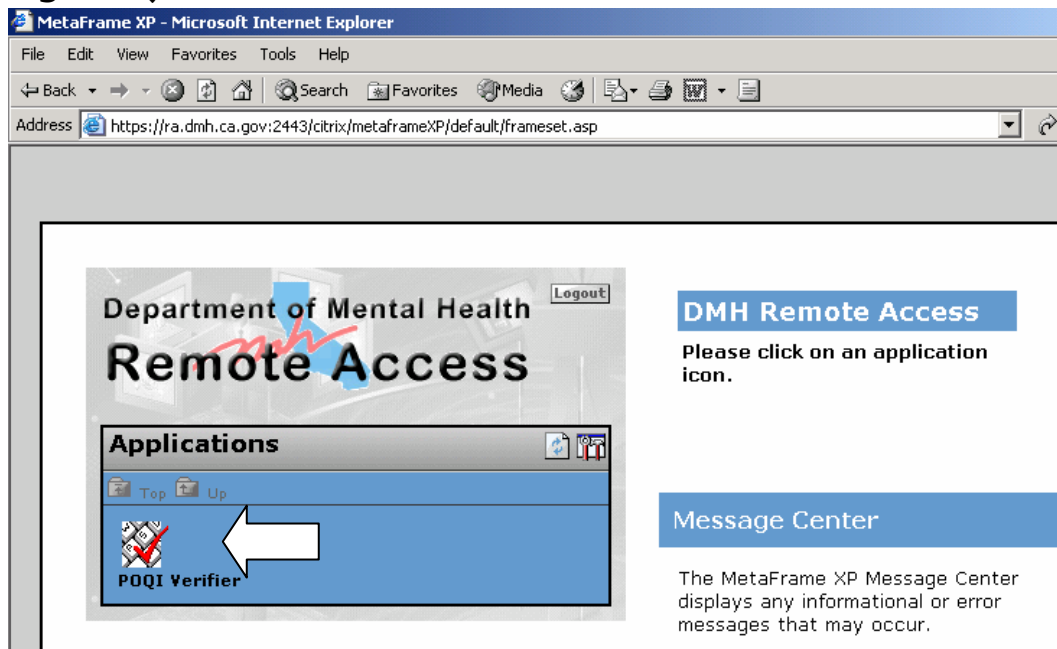 MetaFrame XP - Microsoft Internet Explorer
File Edit View Favorites Tools Help
Back Search Favorites Media
Address https://ra.dmh.ca.gov:2443/citrix/metaframeXP/default/frameset.asp
Department of Mental Health
Logout
Remote Access
Applications
Top Up
POQI Verifier
DMH Remote Access
Please click on an application
icon.
Message Center
The MetaFrame XP Message Center
displays any informational or error
messages that may occur.